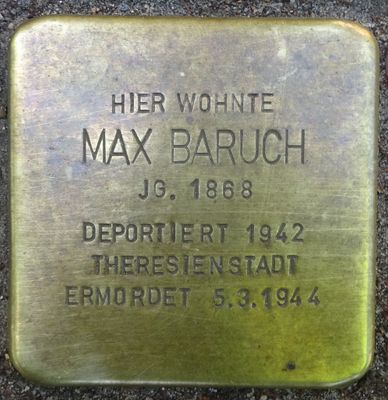 HIER WOHNTE
MAX BARUCH
JG. 1868
DEPORTIERT 1942
THERESIENSTADT
ERMORDET 5.3.1944